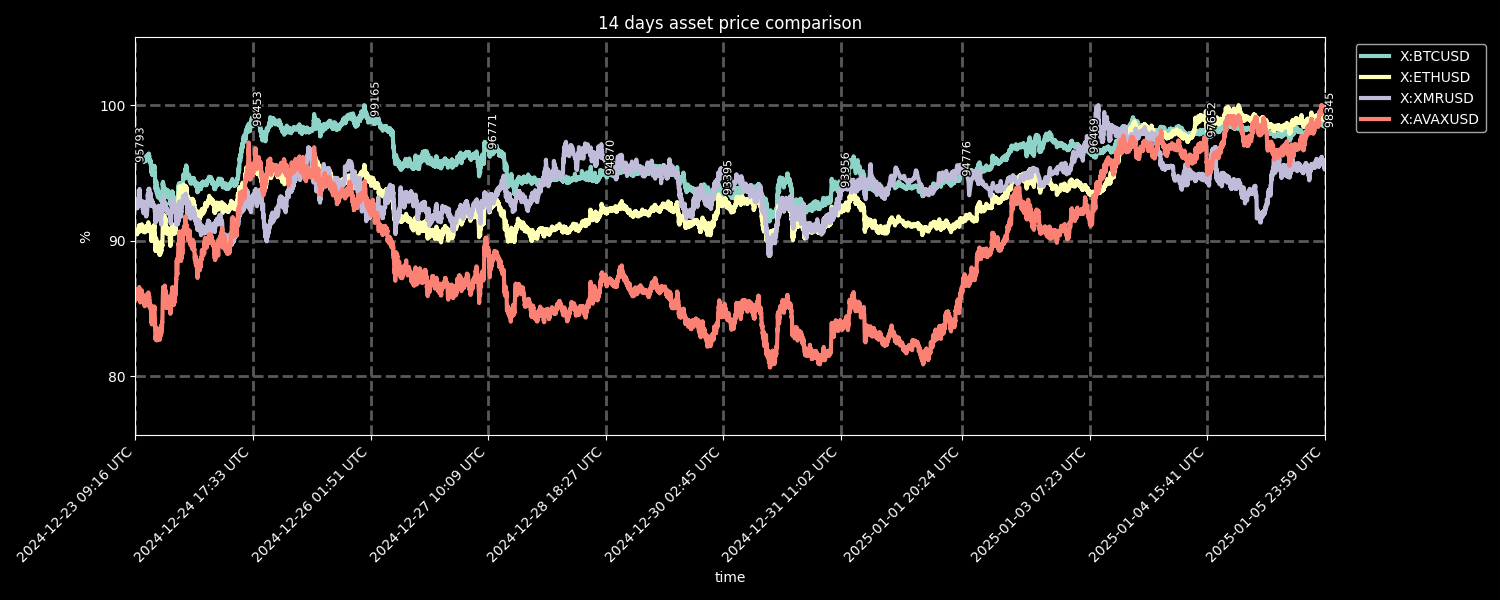 14 days asset price comparison
X:BTCUSD
X:ETHUSD
X:XMRUSD
X:AVAXUSD
100
90
80
%
95793
98453
99165
96771
94870
93395
93956
94776
96469
97652
98345
2024-12-23 09:16 UTC
2024-12-24 17:33 UTC
2024-12-26 01:51 UTC
2024-12-27 10:09 UTC
2024-12-28 18:27 UTC
2024-12-30 02:45 UTC
2024-12-31 11:02 UTC
2025-01-01 20:24 UTC
2025-01-03 07:23 UTC
2025-01-04 15:41 UTC
2025-01-05 23:59 UTC
time